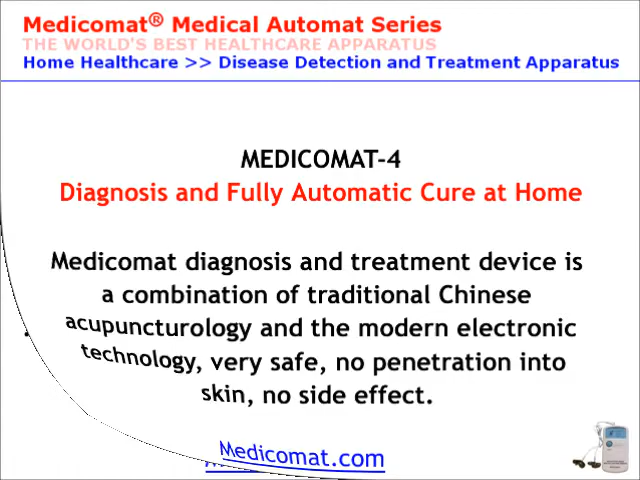 Medicomat® Medical Automat Series
THE WORLD'S BEST HEALTHCARE APPARATUS
Home Healthcare >> Disease Detection and Treatment Apparatus
MEDICOMAT-4
Diagnosis and Fully Automatic Cure at Home
Medicomat diagnosis and treatment device is
a combination of traditional Chinese
acupuncturology and the modern electronic
technology, very safe, no penetration into
skin, no side effect.
Medicomat.com